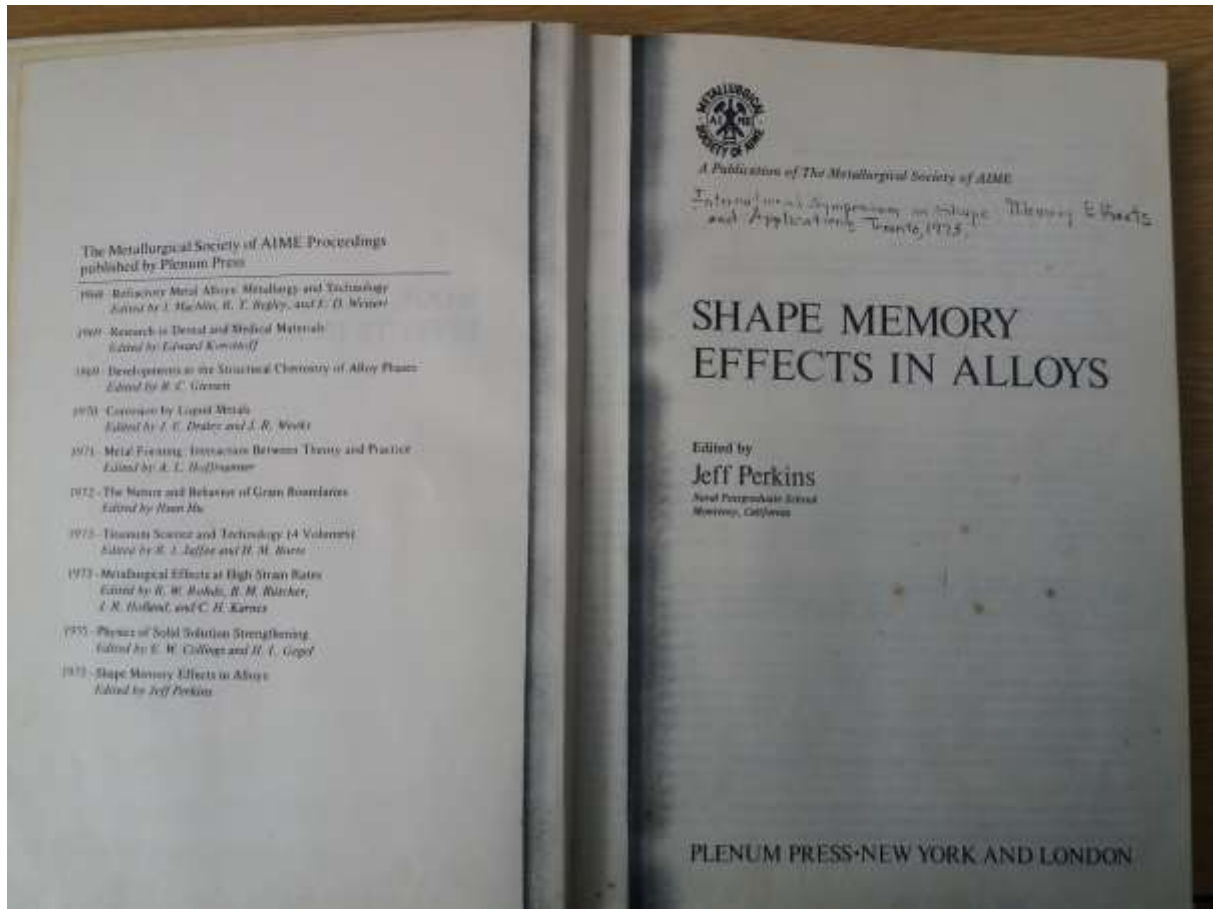 The Metallurgical Society of AIME Proceedings
published by Plenum Press
1968–Refractory Metal Alloys: Metallurgy and Technology
Edited by I. Machlin, R. T. Begley, and E. D. Weisert
1969–Research in Dental and Medical Materials
Edited by Edward Korostoff
1969–Developments in the Structural Chemistry of Alloy Phases
Edited by B. C. Giessen
1970–Corrosion by Liquid Metals
Edited by J. E. Draley and J. R. Weeks
1971–Metal Forming: Interaction Between Theory and Practice
Edited by A. L. Hoffmanner
1972–The Nature and Behavior of Grain Boundaries
Edited by Hsun Hu
1973–Titanium Science and Technology (4 Volumes)
Edited by R. I. Jaffee and H. M. Burte
1973–Metallurgical Effects at High Strain Rates
Edited by R. W. Rohde, B. M. Butcher,
J. R. Holland, and C. H. Karnes
1975–Physics of Solid Solution Strengthening
Edited by E. W. Collings and H. L. Gegel
1975–Shape Memory Effects in Alloys
Edited by Jeff Perkins
METALLURGICAL
AIME
SOCIETY OF AIME
A Publication of The Metallurgical Society of AIME
International Symposium on Shape Memory Effects
and Applications Toronto, 1975.
SHAPE MEMORY
EFFECTS IN ALLOYS
Edited by
Jeff Perkins
Naval Postgraduate School
Monterey, California
PLENUM PRESS•NEW YORK AND LONDON